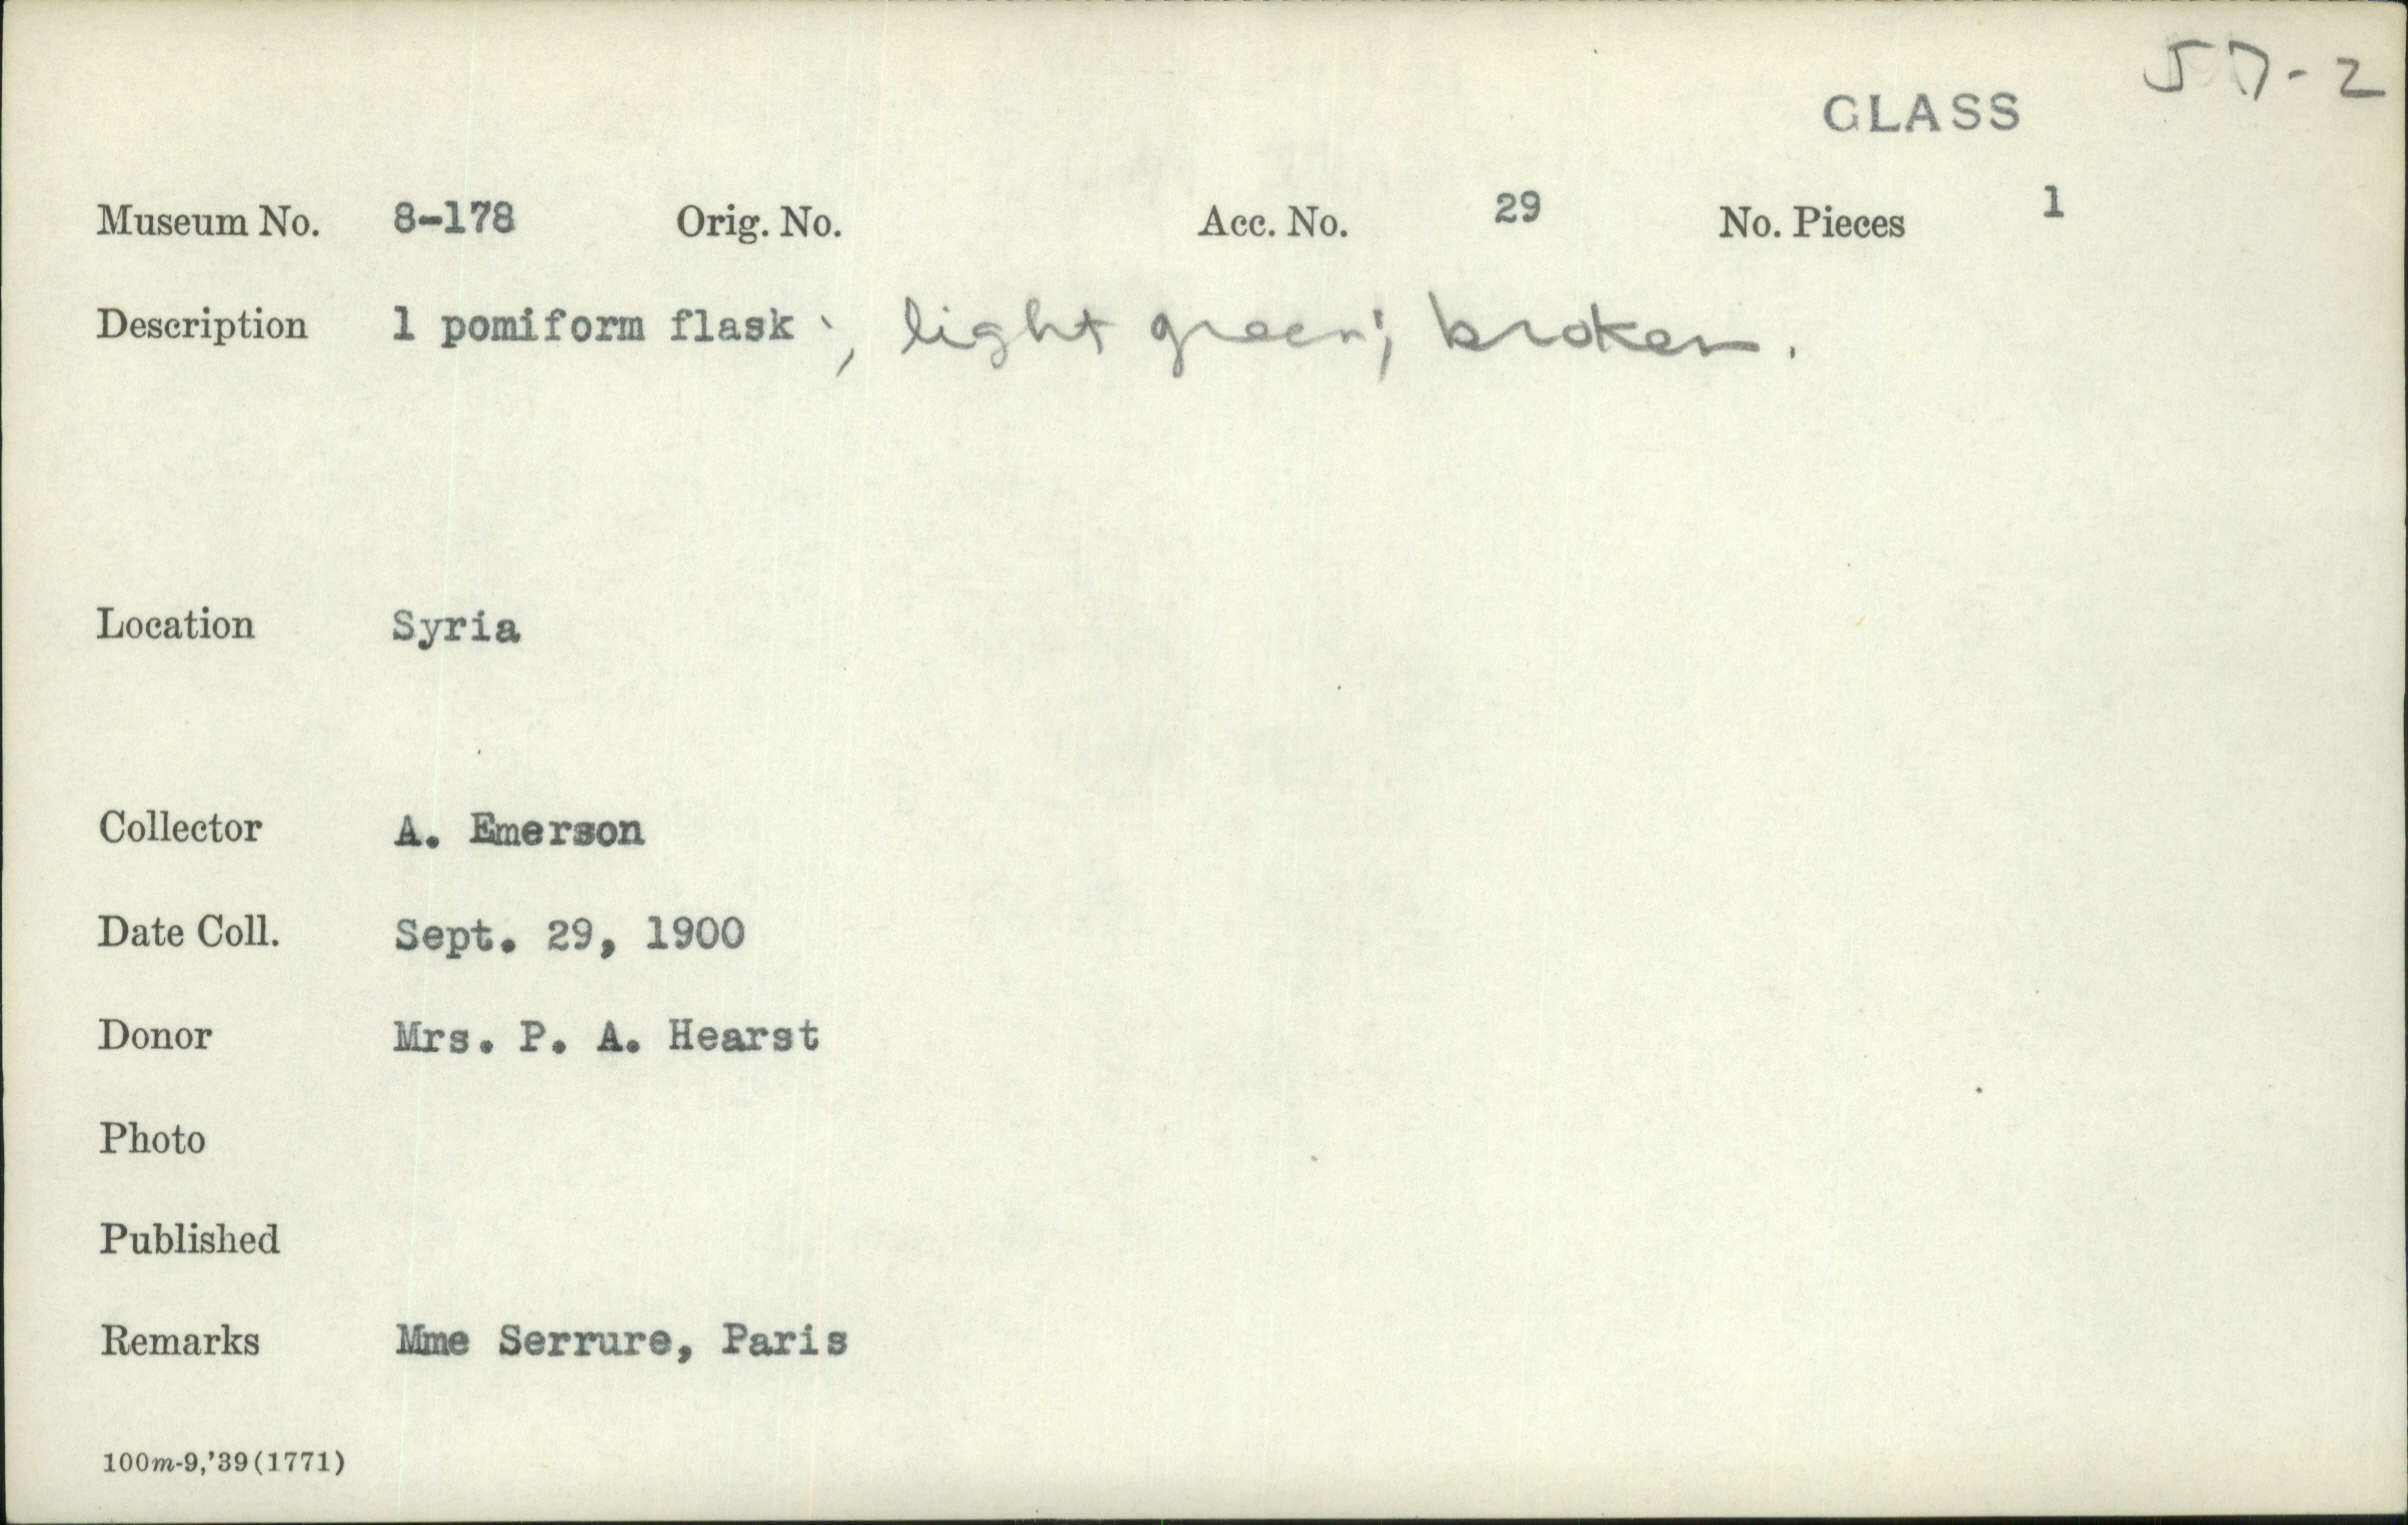 57-2
GLASS
Museum No. 8-178 Orig. No. Acc. No. 29 No. Pieces 1
Description 1 pomiform flask ; light green; broken.
Location Syria
Collector A. Emerson
Date Coll. Sept. 29, 1900
Donor Mrs. P. A. Hearst
Photo
Published
Remarks Mme Serrure, Paris
100m-9,'39(1771)